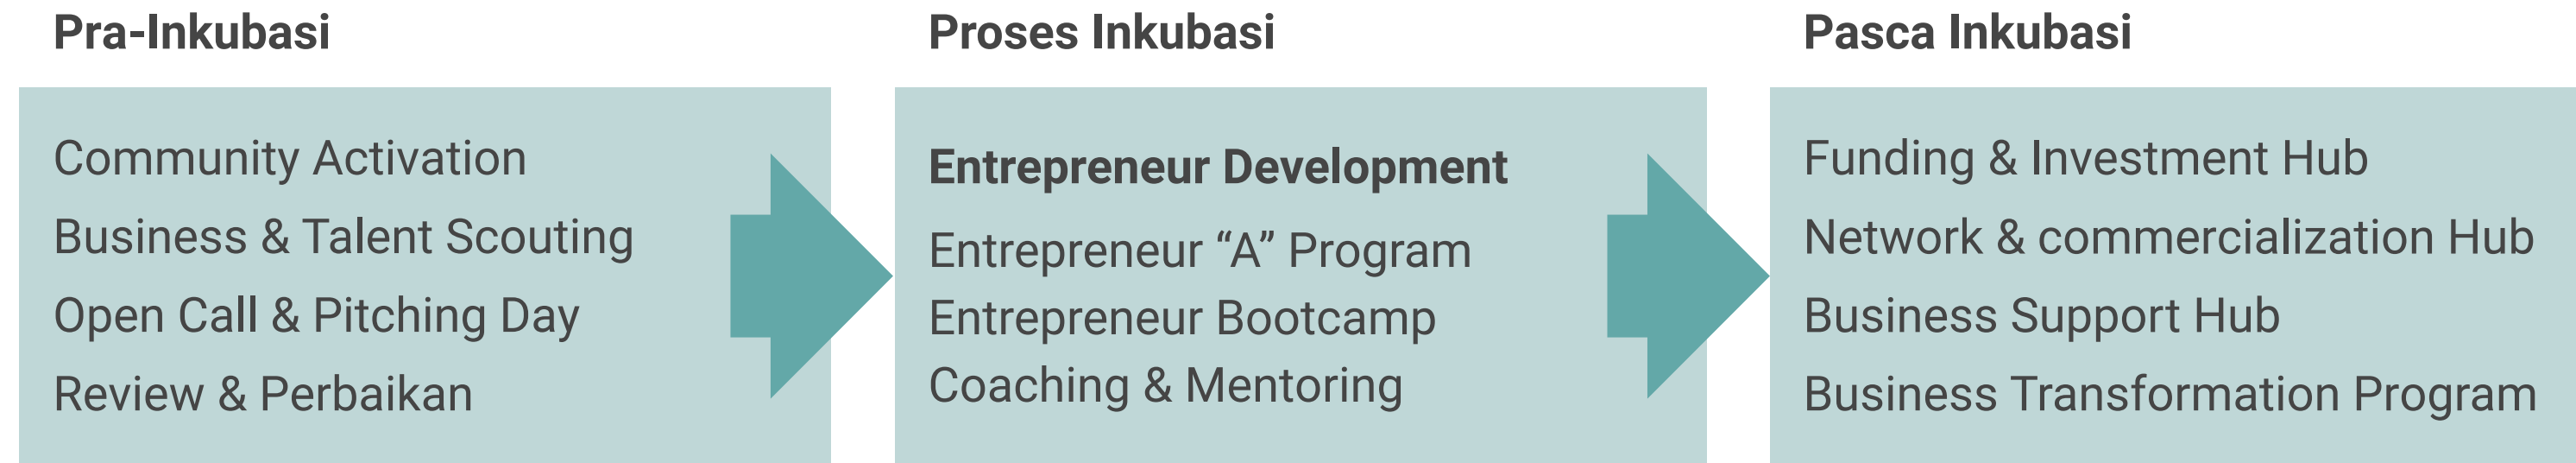 Pra-Inkubasi
Community Activation
Business & Talent Scouting
Open Call & Pitching Day
Review & Perbaikan
Proses Inkubasi
Entrepreneur Development
Entrepreneur “A” Program
Entrepreneur Bootcamp
Coaching & Mentoring
Pasca Inkubasi
Funding & Investment Hub
Network & commercialization Hub
Business Support Hub
Business Transformation Program